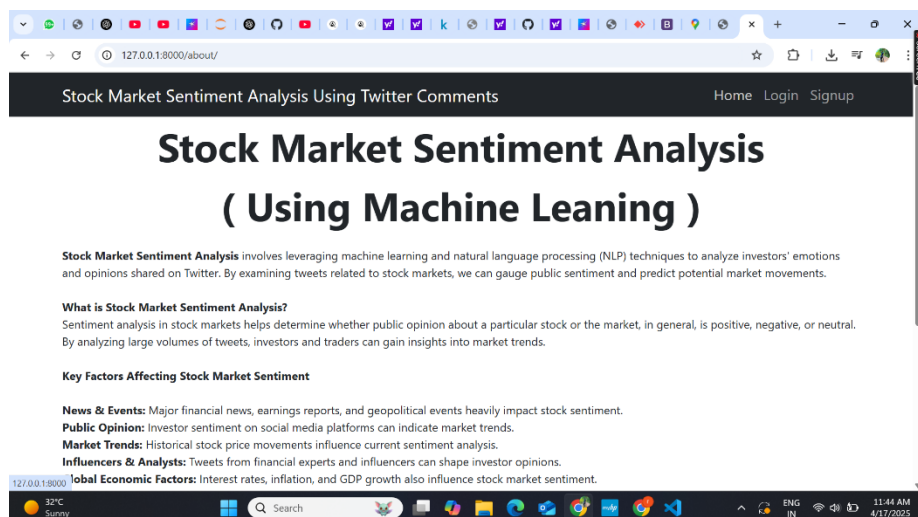 127.0.0.1:8000/about/
Stock Market Sentiment Analysis Using Twitter Comments
Home Login Signup
Stock Market Sentiment Analysis
( Using Machine Leaning )
Stock Market Sentiment Analysis involves leveraging machine learning and natural language processing (NLP) techniques to analyze investors' emotions
and opinions shared on Twitter. By examining tweets related to stock markets, we can gauge public sentiment and predict potential market movements.
What is Stock Market Sentiment Analysis?
Sentiment analysis in stock markets helps determine whether public opinion about a particular stock or the market, in general, is positive, negative, or neutral.
By analyzing large volumes of tweets, investors and traders can gain insights into market trends.
Key Factors Affecting Stock Market Sentiment
News & Events: Major financial news, earnings reports, and geopolitical events heavily impact stock sentiment.
Public Opinion: Investor sentiment on social media platforms can indicate market trends.
Market Trends: Historical stock price movements influence current sentiment analysis.
Influencers & Analysts: Tweets from financial experts and influencers can shape investor opinions.
lobal Economic Factors: Interest rates, inflation, and GDP growth also influence stock market sentiment.
127.0.0.1:8000
32°C
Sunny
Search
ENG
IN
11:44 AM
4/17/2025